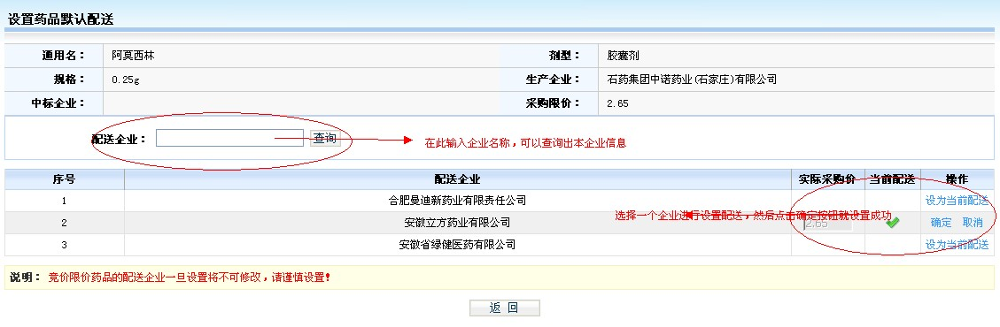 设置药品默认配送
通用名： 阿莫西林 剂型： 胶囊剂
规格： 0.25g 生产企业： 石药集团中诺药业(石家庄)有限公司
中标企业： 采购限价： 2.65
配送企业： 查询 在此输入企业名称，可以查询出本企业信息
序号 配送企业 实际采购价 当前配送 操作
1 合肥曼迪新药业有限责任公司 设为当前配送
选择一个企业进行设置配送，然后点击确定按钮就设置成功
2 安徽立方药业有限公司 2.65 确定 取消
3 安徽省绿健医药有限公司 设为当前配送
说明： 竞价限价药品的配送企业一旦设置将不可修改，请谨慎设置！
返 回